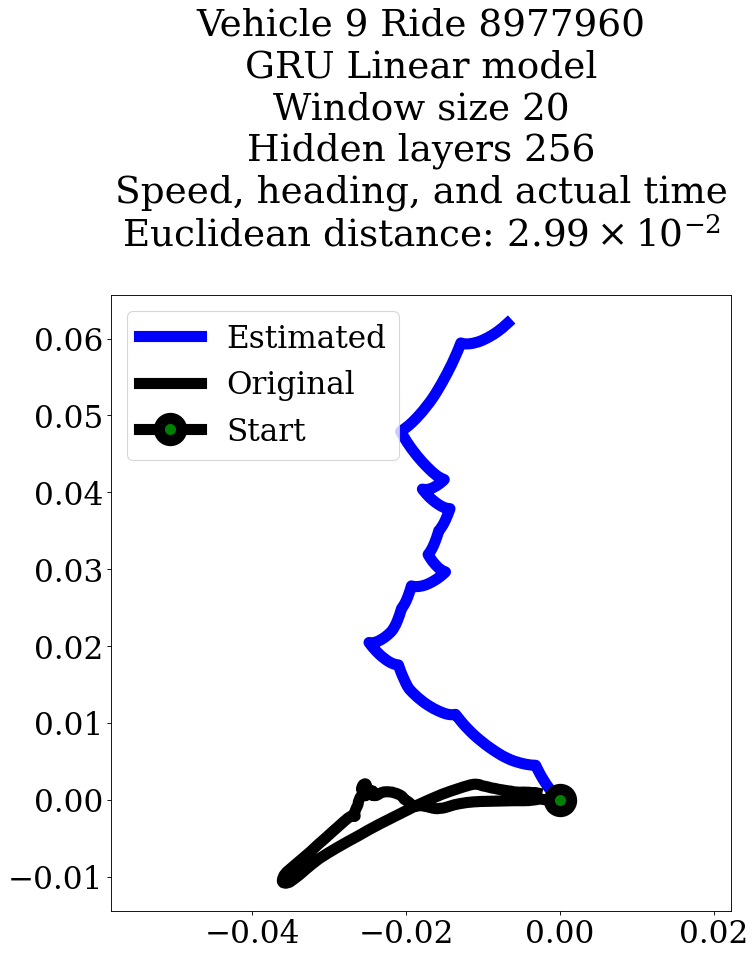 Vehicle 9 Ride 8977960
GRU Linear model
Window size 20
Hidden layers 256
Speed, heading, and actual time
Euclidean distance: 2.99 × 10⁻²
Estimated
Original
Start
0.06
0.05
0.04
0.03
0.02
0.01
0.00
−0.01
−0.04 −0.02 0.00 0.02